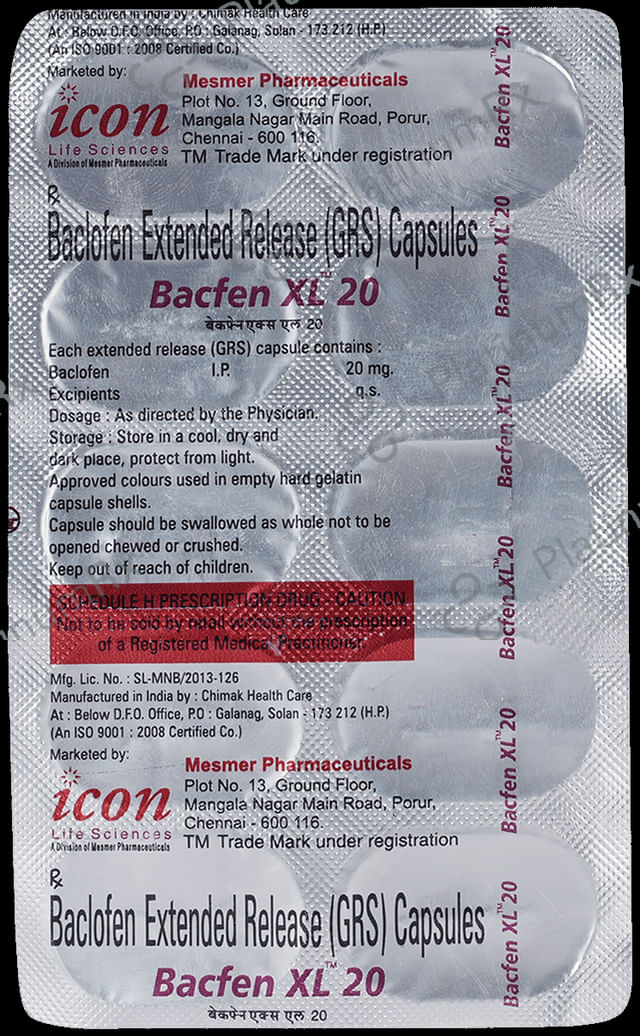 Manufactured in India by : Chimak Health Care
At : Below D.F.O. Office, P.O : Galanag, Solan - 173 212 (H.P.)
(An ISO 9001 : 2008 Certified Co.)
Marketed by:
icon
Life Sciences
A Division of Mesmer Pharmaceuticals
Mesmer Pharmaceuticals
Plot No. 13, Ground Floor,
Mangala Nagar Main Road, Porur,
Chennai - 600 116.
TM Trade Mark under registration
℞
Baclofen Extended Release (GRS) Capsules
Bacfen XL™ 20
बेकफेन एक्स एल 20
Each extended release (GRS) capsule contains :
Baclofen I.P. 20 mg.
Excipients q.s.
Dosage : As directed by the Physician.
Storage : Store in a cool, dry and
dark place, protect from light.
Approved colours used in empty hard gelatin
capsule shells.
Capsule should be swallowed as whole not to be
opened chewed or crushed.
Keep out of reach of children.
SCHEDULE H PRESCRIPTION DRUG - CAUTION
Not to be sold by retail without the prescription
of a Registered Medical Practitioner.
Mfg. Lic. No. : SL-MNB/2013-126
Manufactured in India by : Chimak Health Care
At : Below D.F.O. Office, P.O : Galanag, Solan - 173 212 (H.P.)
(An ISO 9001 : 2008 Certified Co.)
Marketed by:
icon
Life Sciences
A Division of Mesmer Pharmaceuticals
Mesmer Pharmaceuticals
Plot No. 13, Ground Floor,
Mangala Nagar Main Road, Porur,
Chennai - 600 116.
TM Trade Mark under registration
℞
Baclofen Extended Release (GRS) Capsules
Bacfen XL™ 20
बेकफेन एक्स एल 20
Bacfen XL™ 20
Bacfen XL™ 20
Bacfen XL™ 20
Bacfen XL™ 20
Bacfen XL™ 20
Bacfen XL™ 20